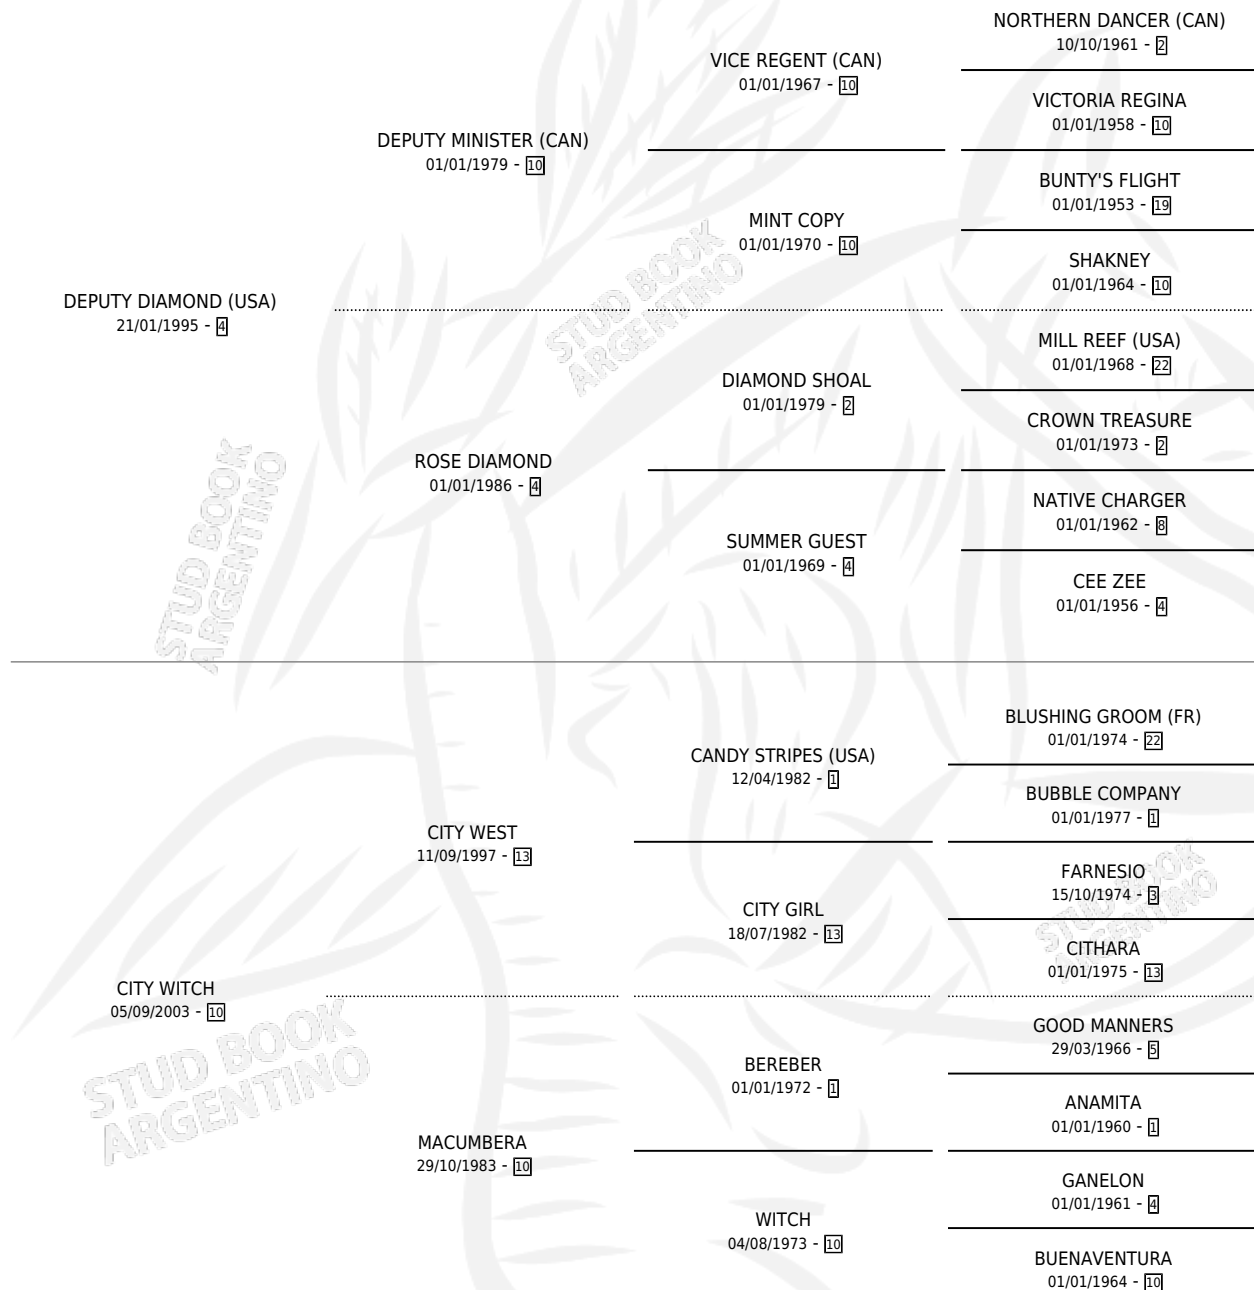 NORTHERN DANCER (CAN)
10/10/1961 - 2
VICE REGENT (CAN)
01/01/1967 - 10
VICTORIA REGINA
01/01/1958 - 10
DEPUTY MINISTER (CAN)
01/01/1979 - 10
BUNTY'S FLIGHT
01/01/1953 - 19
MINT COPY
01/01/1970 - 10
SHAKNEY
01/01/1964 - 10
DEPUTY DIAMOND (USA)
21/01/1995 - 4
MILL REEF (USA)
01/01/1968 - 22
DIAMOND SHOAL
01/01/1979 - 2
CROWN TREASURE
01/01/1973 - 2
ROSE DIAMOND
01/01/1986 - 4
NATIVE CHARGER
01/01/1962 - 8
SUMMER GUEST
01/01/1969 - 4
CEE ZEE
01/01/1956 - 4
BLUSHING GROOM (FR)
01/01/1974 - 22
CANDY STRIPES (USA)
12/04/1982 - 1
BUBBLE COMPANY
01/01/1977 - 1
CITY WEST
11/09/1997 - 13
FARNESIO
15/10/1974 - 3
CITY GIRL
18/07/1982 - 13
CITHARA
01/01/1975 - 13
CITY WITCH
05/09/2003 - 10
GOOD MANNERS
29/03/1966 - 5
BEREBER
01/01/1972 - 1
ANAMITA
01/01/1960 - 1
MACUMBERA
29/10/1983 - 10
GANELON
01/01/1961 - 4
WITCH
04/08/1973 - 10
BUENAVENTURA
01/01/1964 - 10
STUD BOOK
ARGENTINO
STUD BOOK
ARGENTINO
STUD BOOK
ARGENTINO
STUD BOOK
ARGENTINO